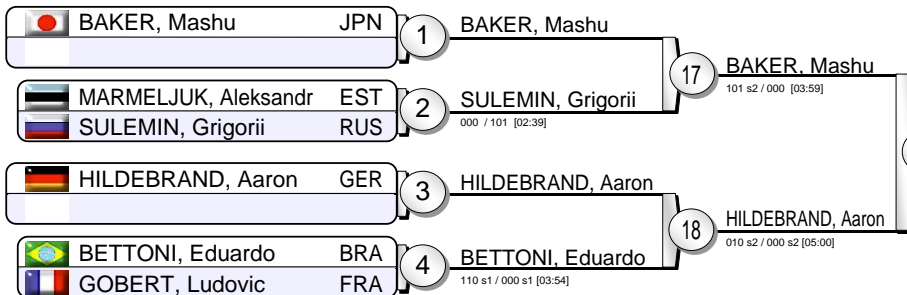 BAKER, Mashu JPN
1
BAKER, Mashu
17
BAKER, Mashu
101 s2 / 000 [03:59]
MARMELJUK, Aleksandr EST
SULEMIN, Grigorii RUS
2
SULEMIN, Grigorii
000 / 101 [02:39]
HILDEBRAND, Aaron GER
3
HILDEBRAND, Aaron
18
HILDEBRAND, Aaron
010 s2 / 000 s2 [05:00]
BETTONI, Eduardo BRA
GOBERT, Ludovic FRA
4
BETTONI, Eduardo
110 s1 / 000 s1 [03:54]